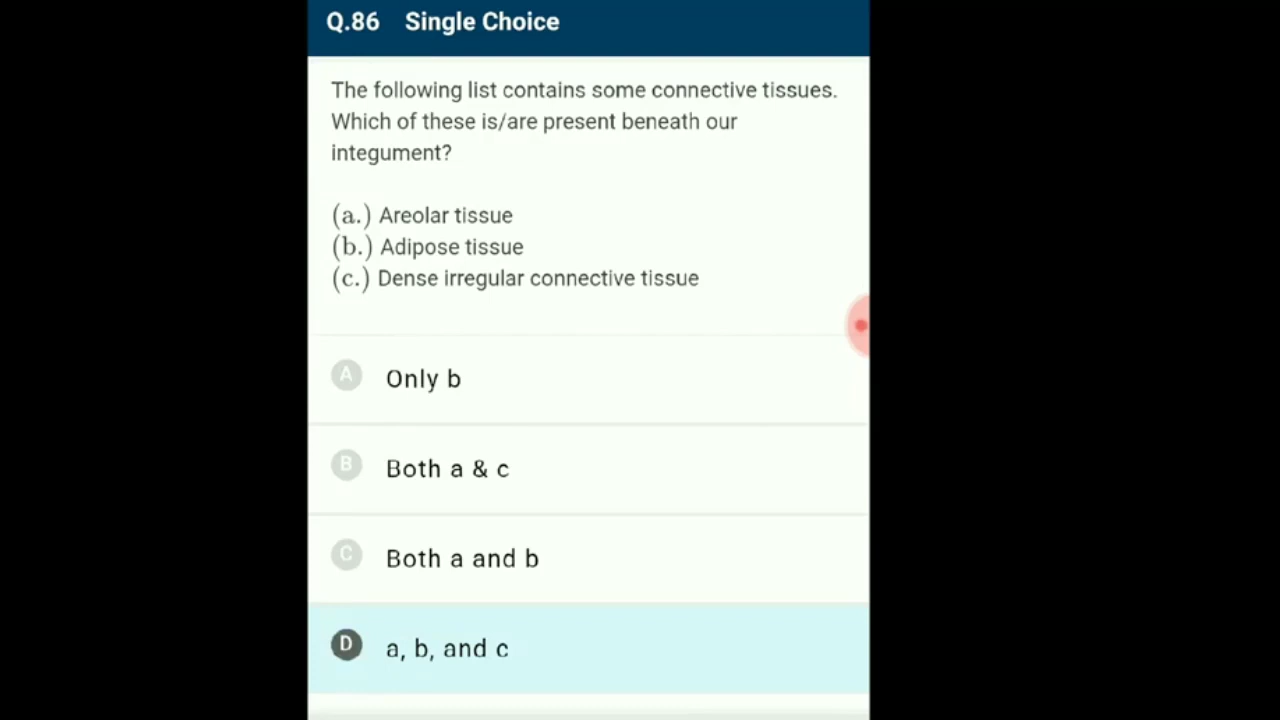 Q.86 Single Choice
The following list contains some connective tissues.
Which of these is/are present beneath our
integument?
(a.) Areolar tissue
(b.) Adipose tissue
(c.) Dense irregular connective tissue
A Only b
B Both a & c
C Both a and b
D a, b, and c